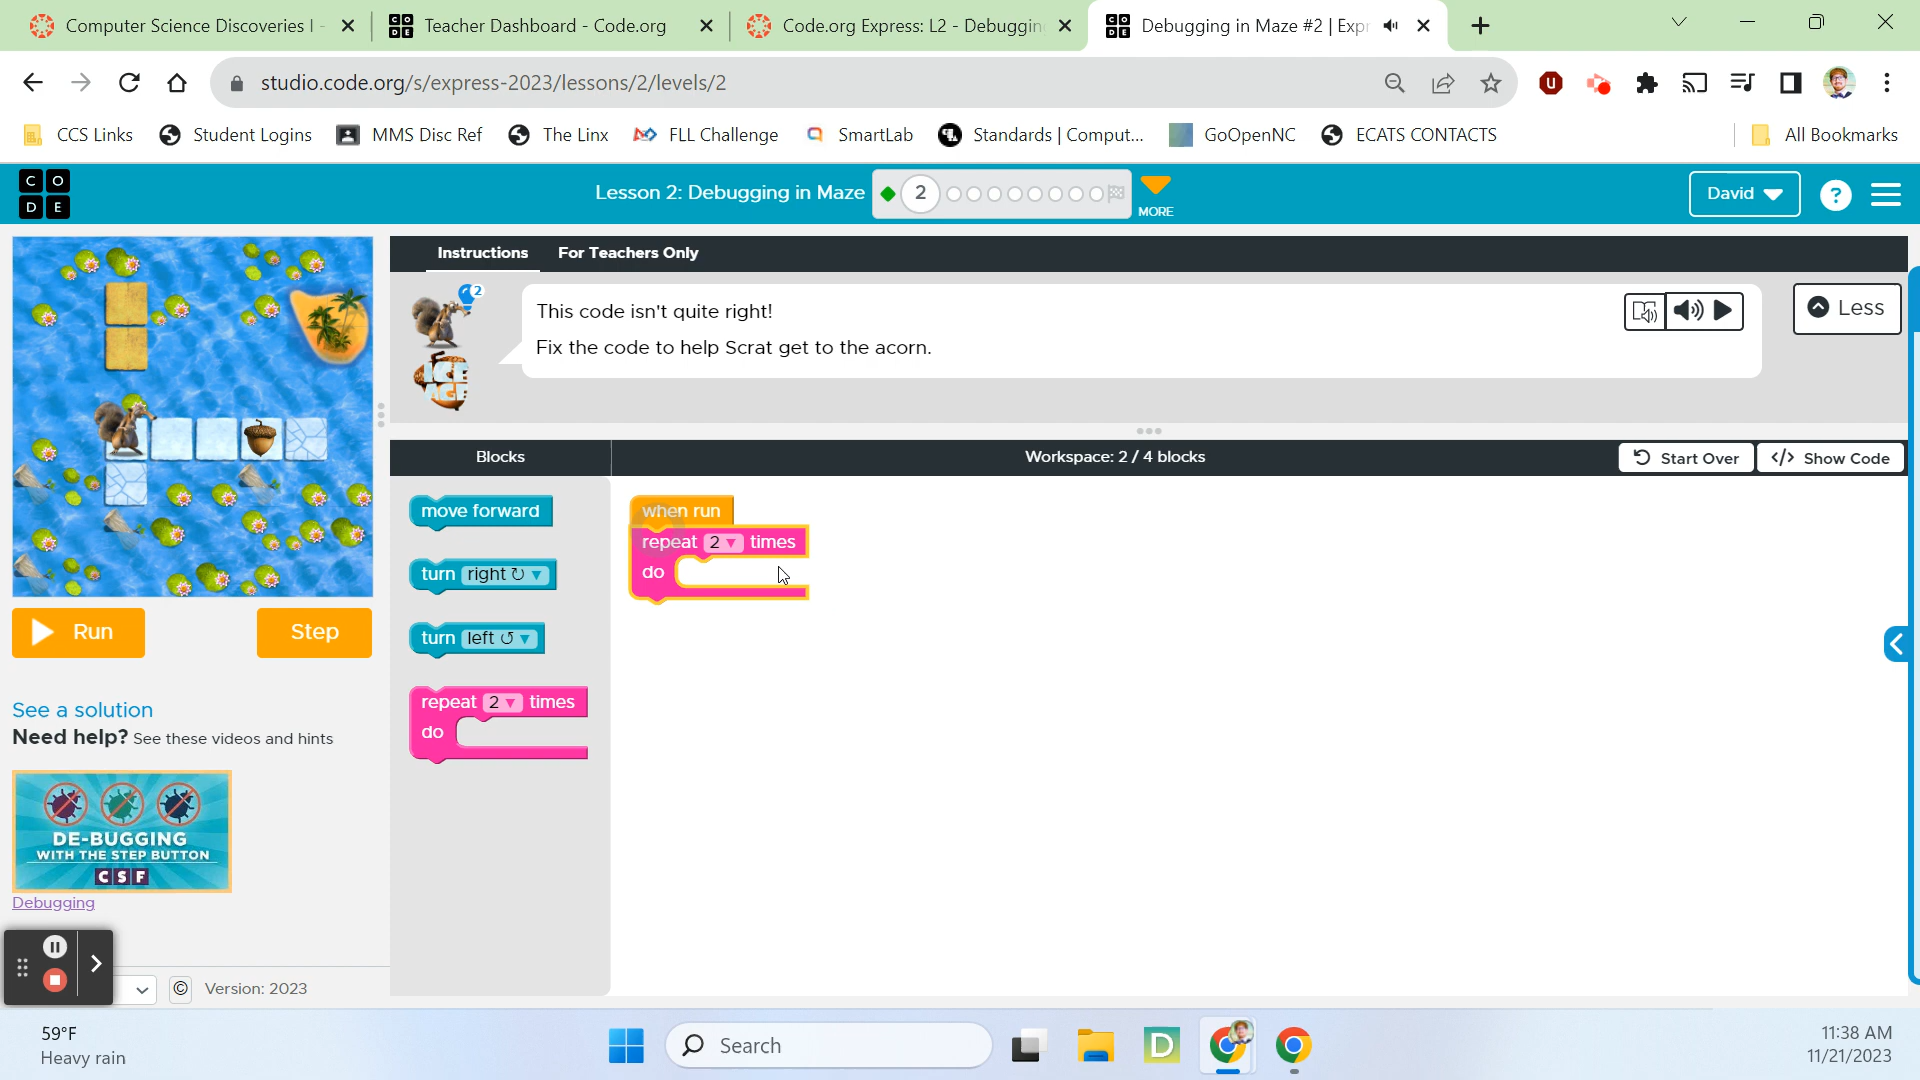 Computer Science Discoveries I -
Teacher Dashboard - Code.org
Code.org Express: L2 - Debuggin
Debugging in Maze #2 | Expr
studio.code.org/s/express-2023/lessons/2/levels/2
CCS Links
Student Logins
MMS Disc Ref
The Linx
FLL Challenge
SmartLab
Standards | Comput...
GoOpenNC
ECATS CONTACTS
All Bookmarks
CODE
Lesson 2: Debugging in Maze
2
MORE
David
?
Instructions
For Teachers Only
2
This code isn't quite right!
Fix the code to help Scrat get to the acorn.
ICE AGE
Less
Blocks
Workspace: 2 / 4 blocks
Start Over
</> Show Code
move forward
turn right ↻ ▼
turn left ↺ ▼
repeat 2 ▼ times
do
when run
repeat 2 ▼ times
do
Run
Step
See a solution
Need help? See these videos and hints
DE-BUGGING
WITH THE STEP BUTTON
CSF
Debugging
© Version: 2023
59°F
Heavy rain
Search
D
11:38 AM
11/21/2023